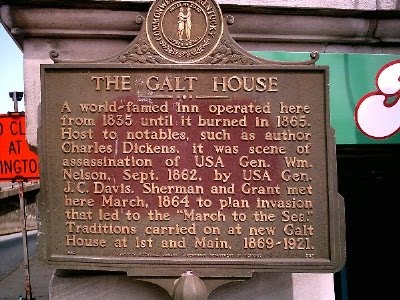 THE GALT HOUSE
A world-famed inn operated here
from 1835 until it burned in 1865.
Host to notables, such as author
Charles Dickens, it was scene of
assassination of USA Gen. Wm.
Nelson, Sept. 1862, by USA Gen.
J.C. Davis. Sherman and Grant met
here March, 1864 to plan invasion
that led to the "March to the Sea."
Traditions carried on at new Galt
House at 1st and Main, 1869-1921.
AT